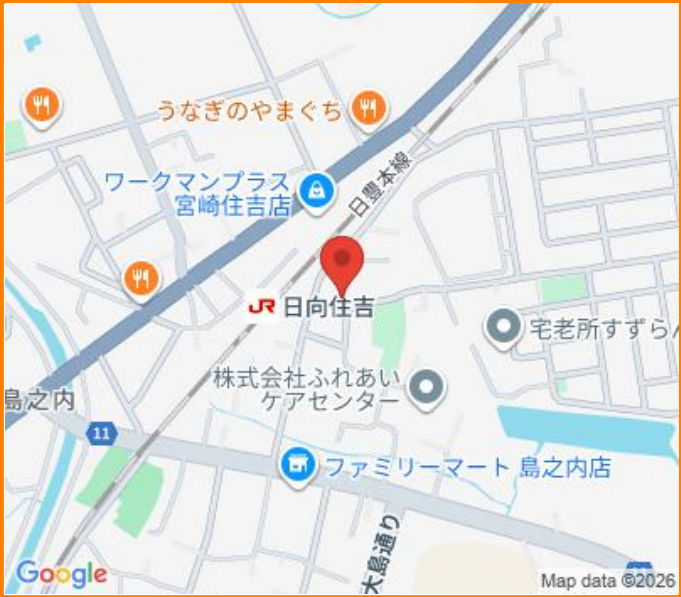 うなぎのやまぐち
ワークマンプラス
宮崎住吉店
日豊本線
JR 日向住吉
宅老所すずらん
株式会社ふれあい
ケアセンター
島之内
11
ファミリーマート 島之内店
大島通り
Google
Map data ©2026